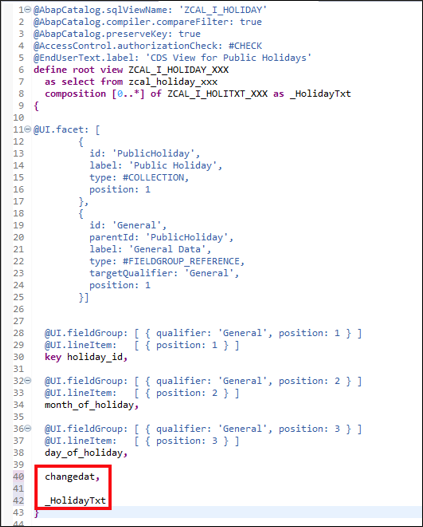 1 @AbapCatalog.sqlViewName: 'ZCAL_I_HOLIDAY'
2 @AbapCatalog.compiler.compareFilter: true
3 @AbapCatalog.preserveKey: true
4 @AccessControl.authorizationCheck: #CHECK
5 @EndUserText.label: 'CDS View for Public Holidays'
6 define root view ZCAL_I_HOLIDAY_XXX
7 as select from zcal_holiday_xxx
8 composition [0..*] of ZCAL_I_HOLITXT_XXX as _HolidayTxt
9 {
10
11 @UI.facet: [
12 {
13 id: 'PublicHoliday',
14 label: 'Public Holiday',
15 type: #COLLECTION,
16 position: 1
17 },
18 {
19 id: 'General',
20 parentId: 'PublicHoliday',
21 label: 'General Data',
22 type: #FIELDGROUP_REFERENCE,
23 targetQualifier: 'General',
24 position: 1
25 }]
26
27
28 @UI.fieldGroup: [ { qualifier: 'General', position: 1 } ]
29 @UI.lineItem: [ { position: 1 } ]
30 key holiday_id,
31
32 @UI.fieldGroup: [ { qualifier: 'General', position: 2 } ]
33 @UI.lineItem: [ { position: 2 } ]
34 month_of_holiday,
35
36 @UI.fieldGroup: [ { qualifier: 'General', position: 3 } ]
37 @UI.lineItem: [ { position: 3 } ]
38 day_of_holiday,
39
40 changedat,
41
42 _HolidayTxt
43 }